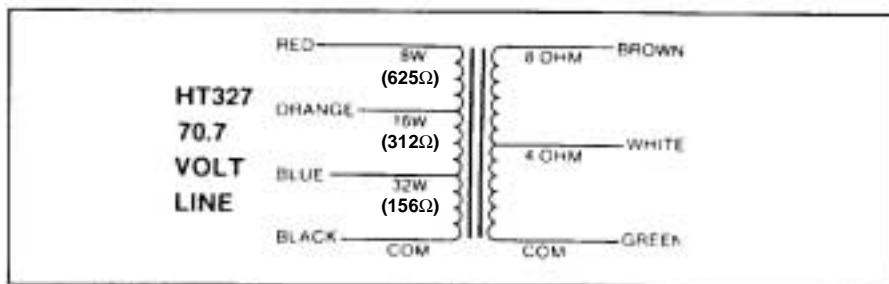 HT327
70.7
VOLT
LINE
RED
8W
(625Ω)
ORANGE
16W
(312Ω)
BLUE
32W
(156Ω)
BLACK
COM
8 OHM
BROWN
4 OHM
WHITE
COM
GREEN